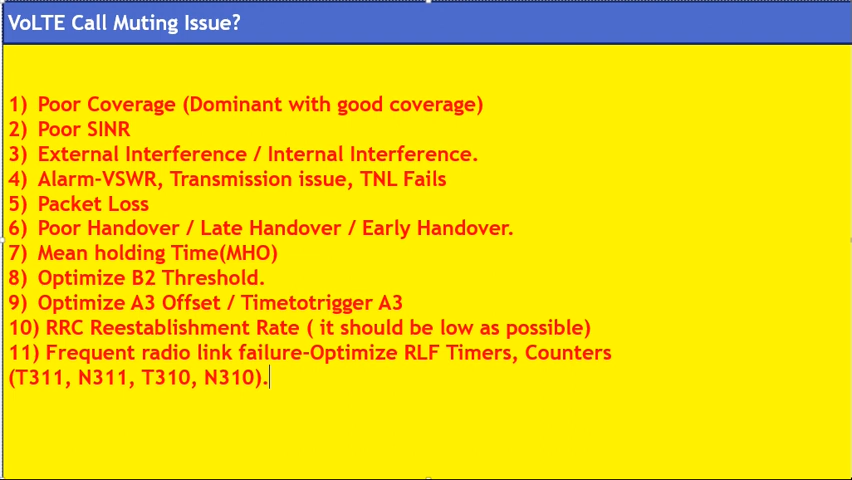 VoLTE Call Muting Issue?
1) Poor Coverage (Dominant with good coverage)
2) Poor SINR
3) External Interference / Internal Interference.
4) Alarm-VSWR, Transmission issue, TNL Fails
5) Packet Loss
6) Poor Handover / Late Handover / Early Handover.
7) Mean holding Time(MHO)
8) Optimize B2 Threshold.
9) Optimize A3 Offset / Timetotrigger A3
10) RRC Reestablishment Rate ( it should be low as possible)
11) Frequent radio link failure-Optimize RLF Timers, Counters
(T311, N311, T310, N310).